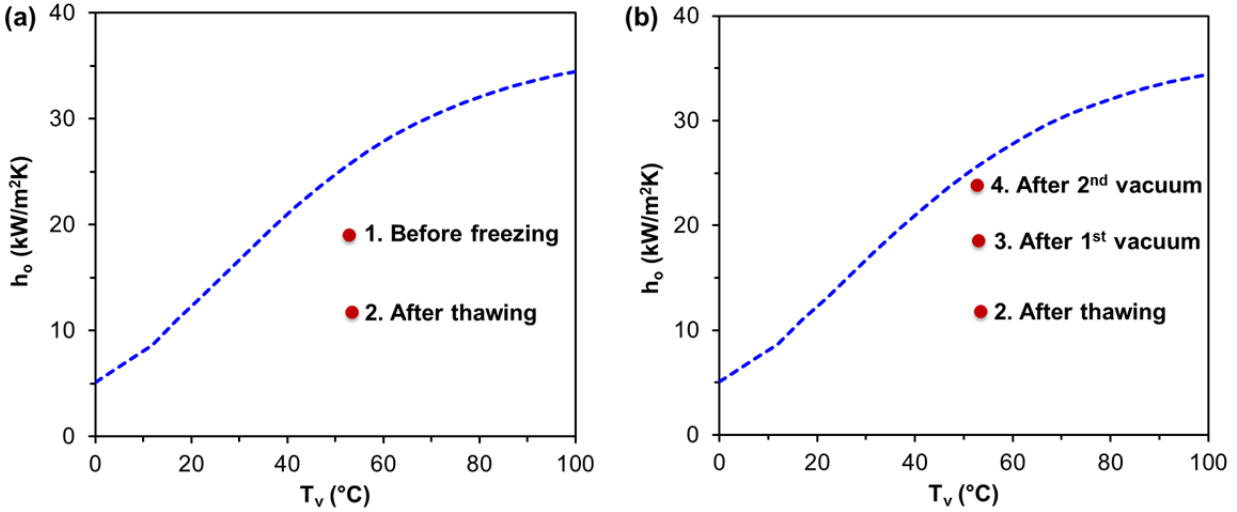 (a)
40
30
20
10
0
hₒ (kW/m²K)
1. Before freezing
2. After thawing
0 20 40 60 80 100
Tᵥ (°C)
(b)
40
30
20
10
0
hₒ (kW/m²K)
4. After 2ⁿᵈ vacuum
3. After 1ˢᵗ vacuum
2. After thawing
0 20 40 60 80 100
Tᵥ (°C)